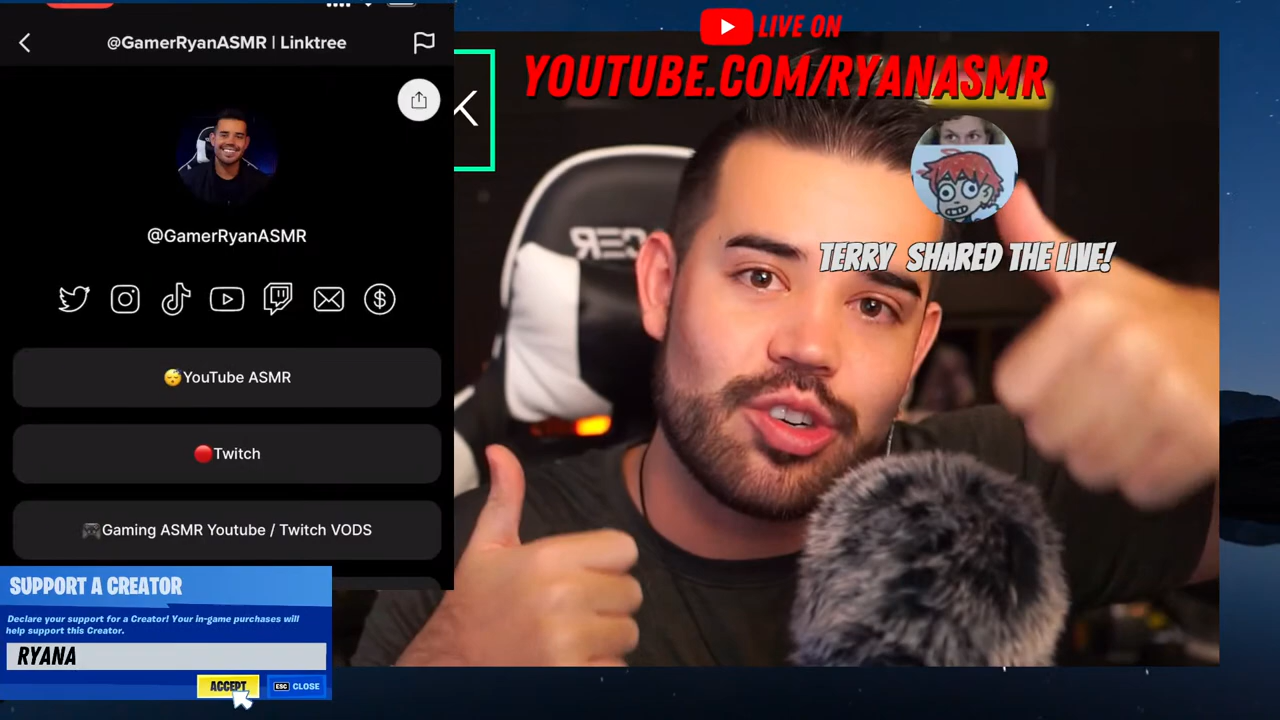 @GamerRyanASMR | Linktree
@GamerRyanASMR
😴YouTube ASMR
🔴Twitch
🎮Gaming ASMR Youtube / Twitch VODS
SUPPORT A CREATOR
Declare your support for a Creator! Your in-game purchases will
help support this Creator.
RYANA
ACCEPT
ESC CLOSE
LIVE ON
YOUTUBE.COM/RYANASMR
TERRY SHARED THE LIVE!